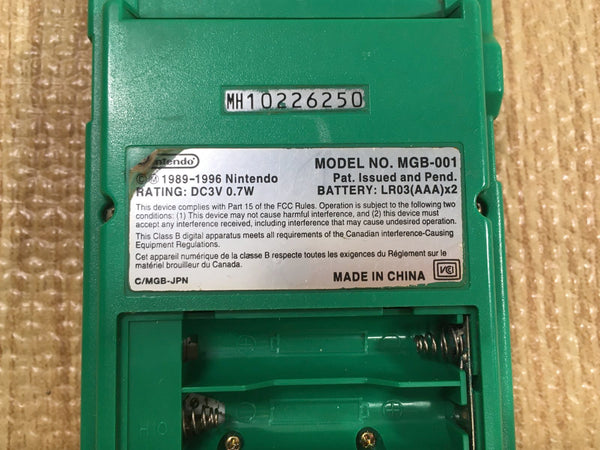 MH10226250
Nintendo
©℗ 1989–1996 Nintendo
RATING: DC3V 0.7W
MODEL NO. MGB-001
Pat. Issued and Pend.
BATTERY: LR03(AAA)x2
This device complies with Part 15 of the FCC Rules. Operation is subject to the following two
conditions: (1) This device may not cause harmful interference, and (2) this device must
accept any interference received, including interference that may cause undesired operation.
This Class B digital apparatus meets all requirements of the Canadian interference-Causing
Equipment Regulations.
Cet appareil numérique de la classe B respecte toutes les exigences du Règlement sur le
matériel brouilleur du Canada.
C/MGB-JPN
MADE IN CHINA
VCI
H O